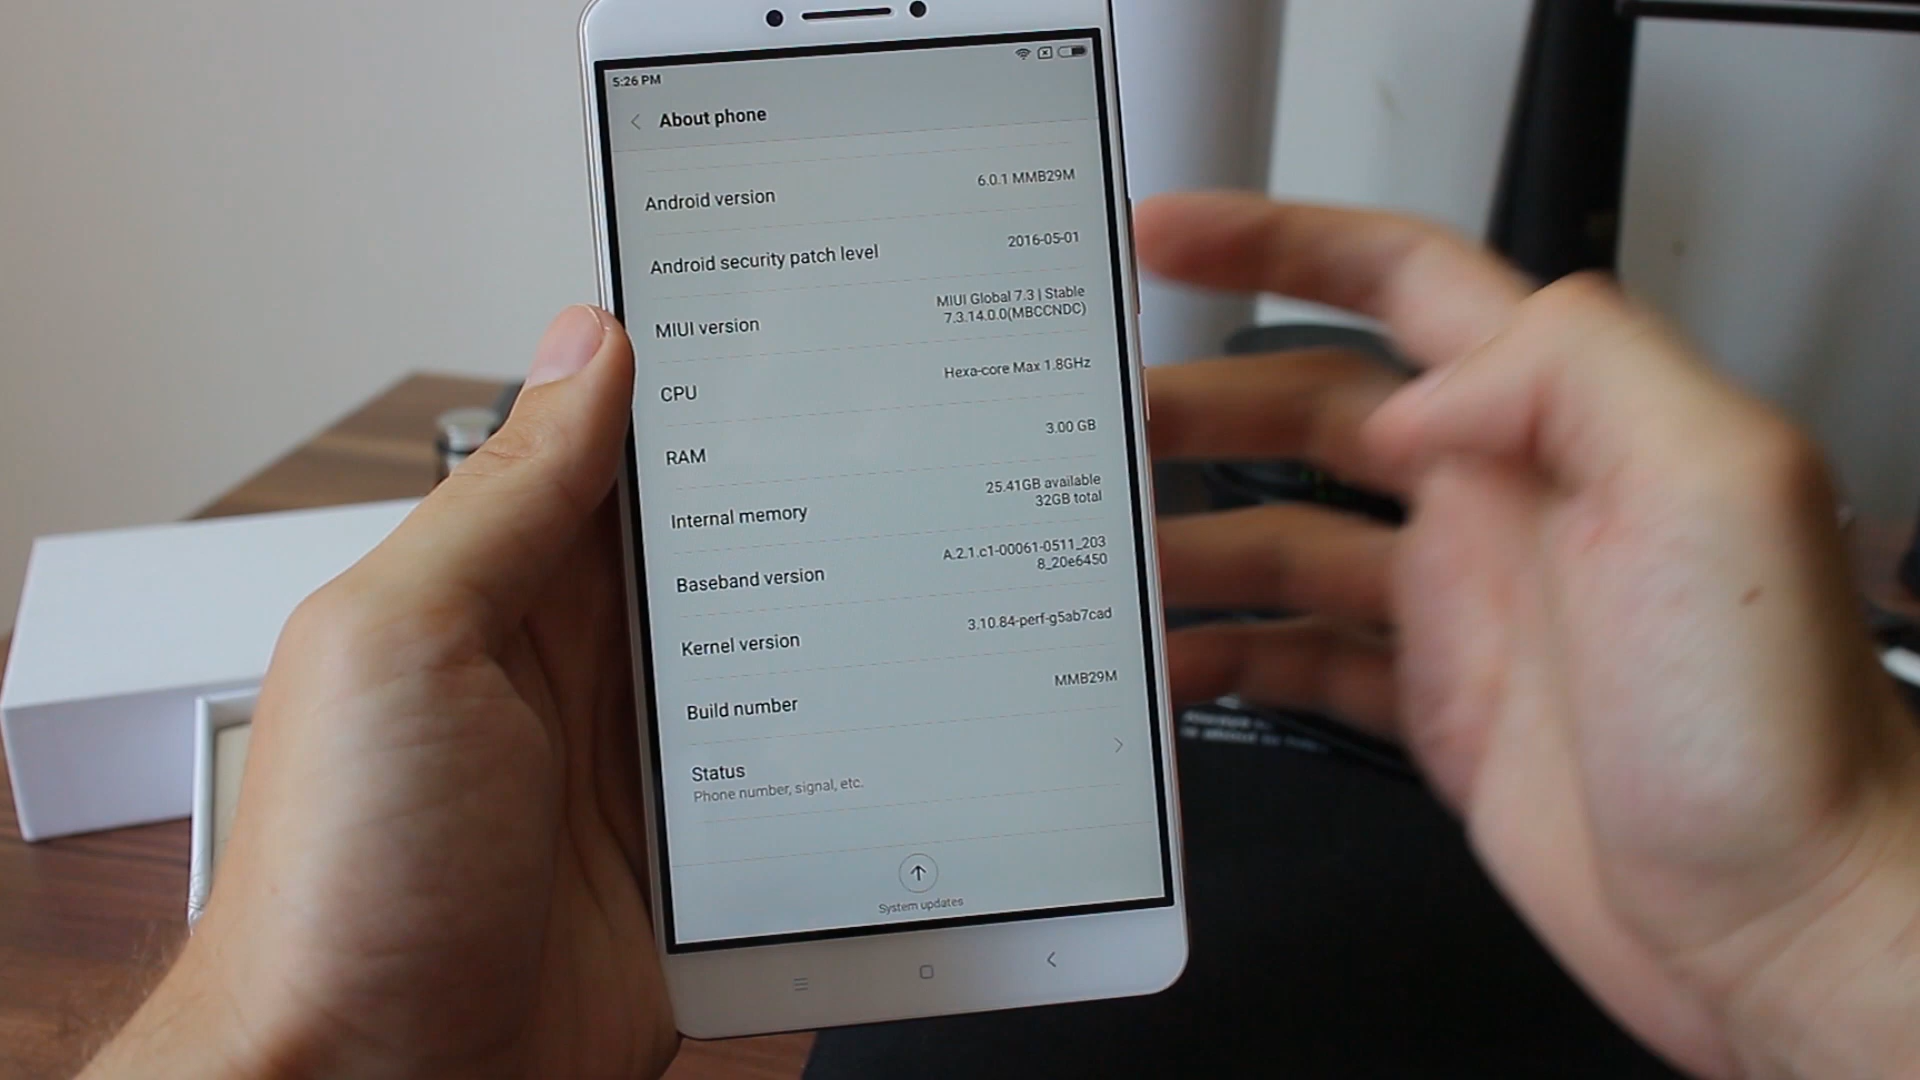 5:26 PM
About phone
Android version
6.0.1 MMB29M
Android security patch level
2016-05-01
MIUI version
MIUI Global 7.3 | Stable
7.3.14.0.0(MBCCNDC)
CPU
Hexa-core Max 1.8GHz
RAM
3.00 GB
Internal memory
25.41GB available
32GB total
Baseband version
A.2.1.c1-00061-0511_203
8_20e6450
Kernel version
3.10.84-perf-g5ab7cad
Build number
MMB29M
Status
Phone number, signal, etc.
System updates